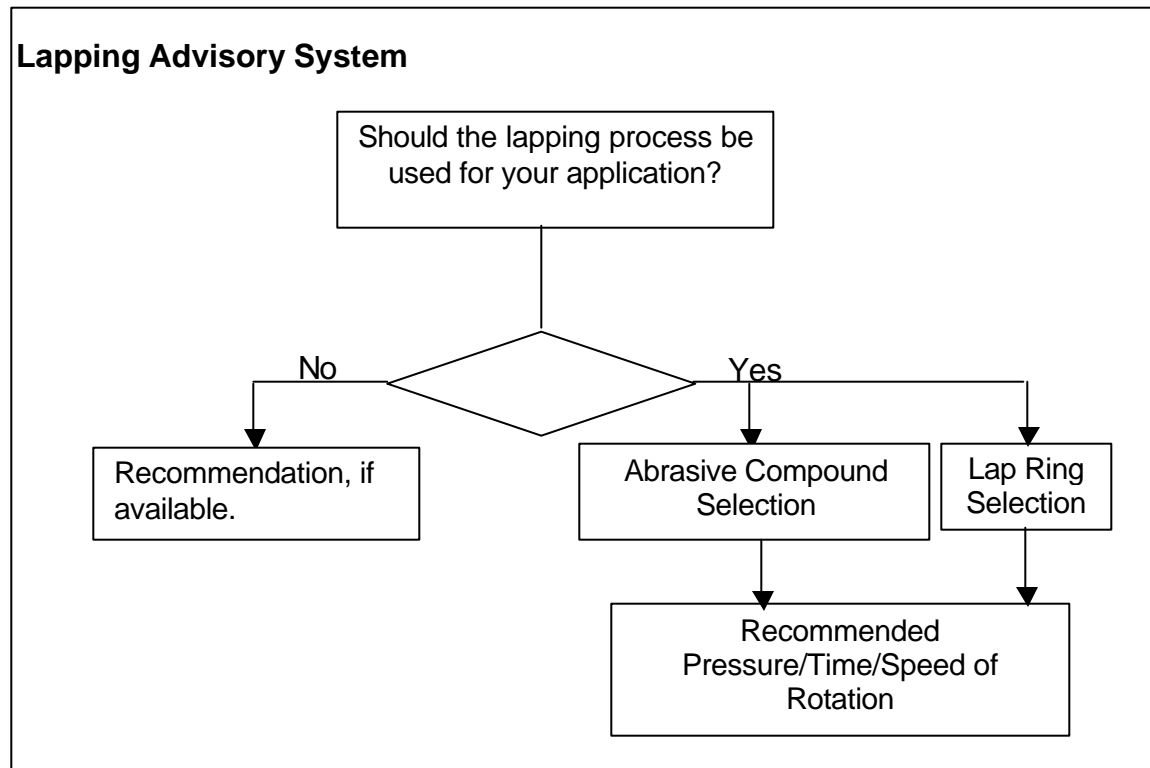 Lapping Advisory System
Should the lapping process be
used for your application?
No
Yes
Recommendation, if
available.
Abrasive Compound
Selection
Lap Ring
Selection
Recommended
Pressure/Time/Speed of
Rotation